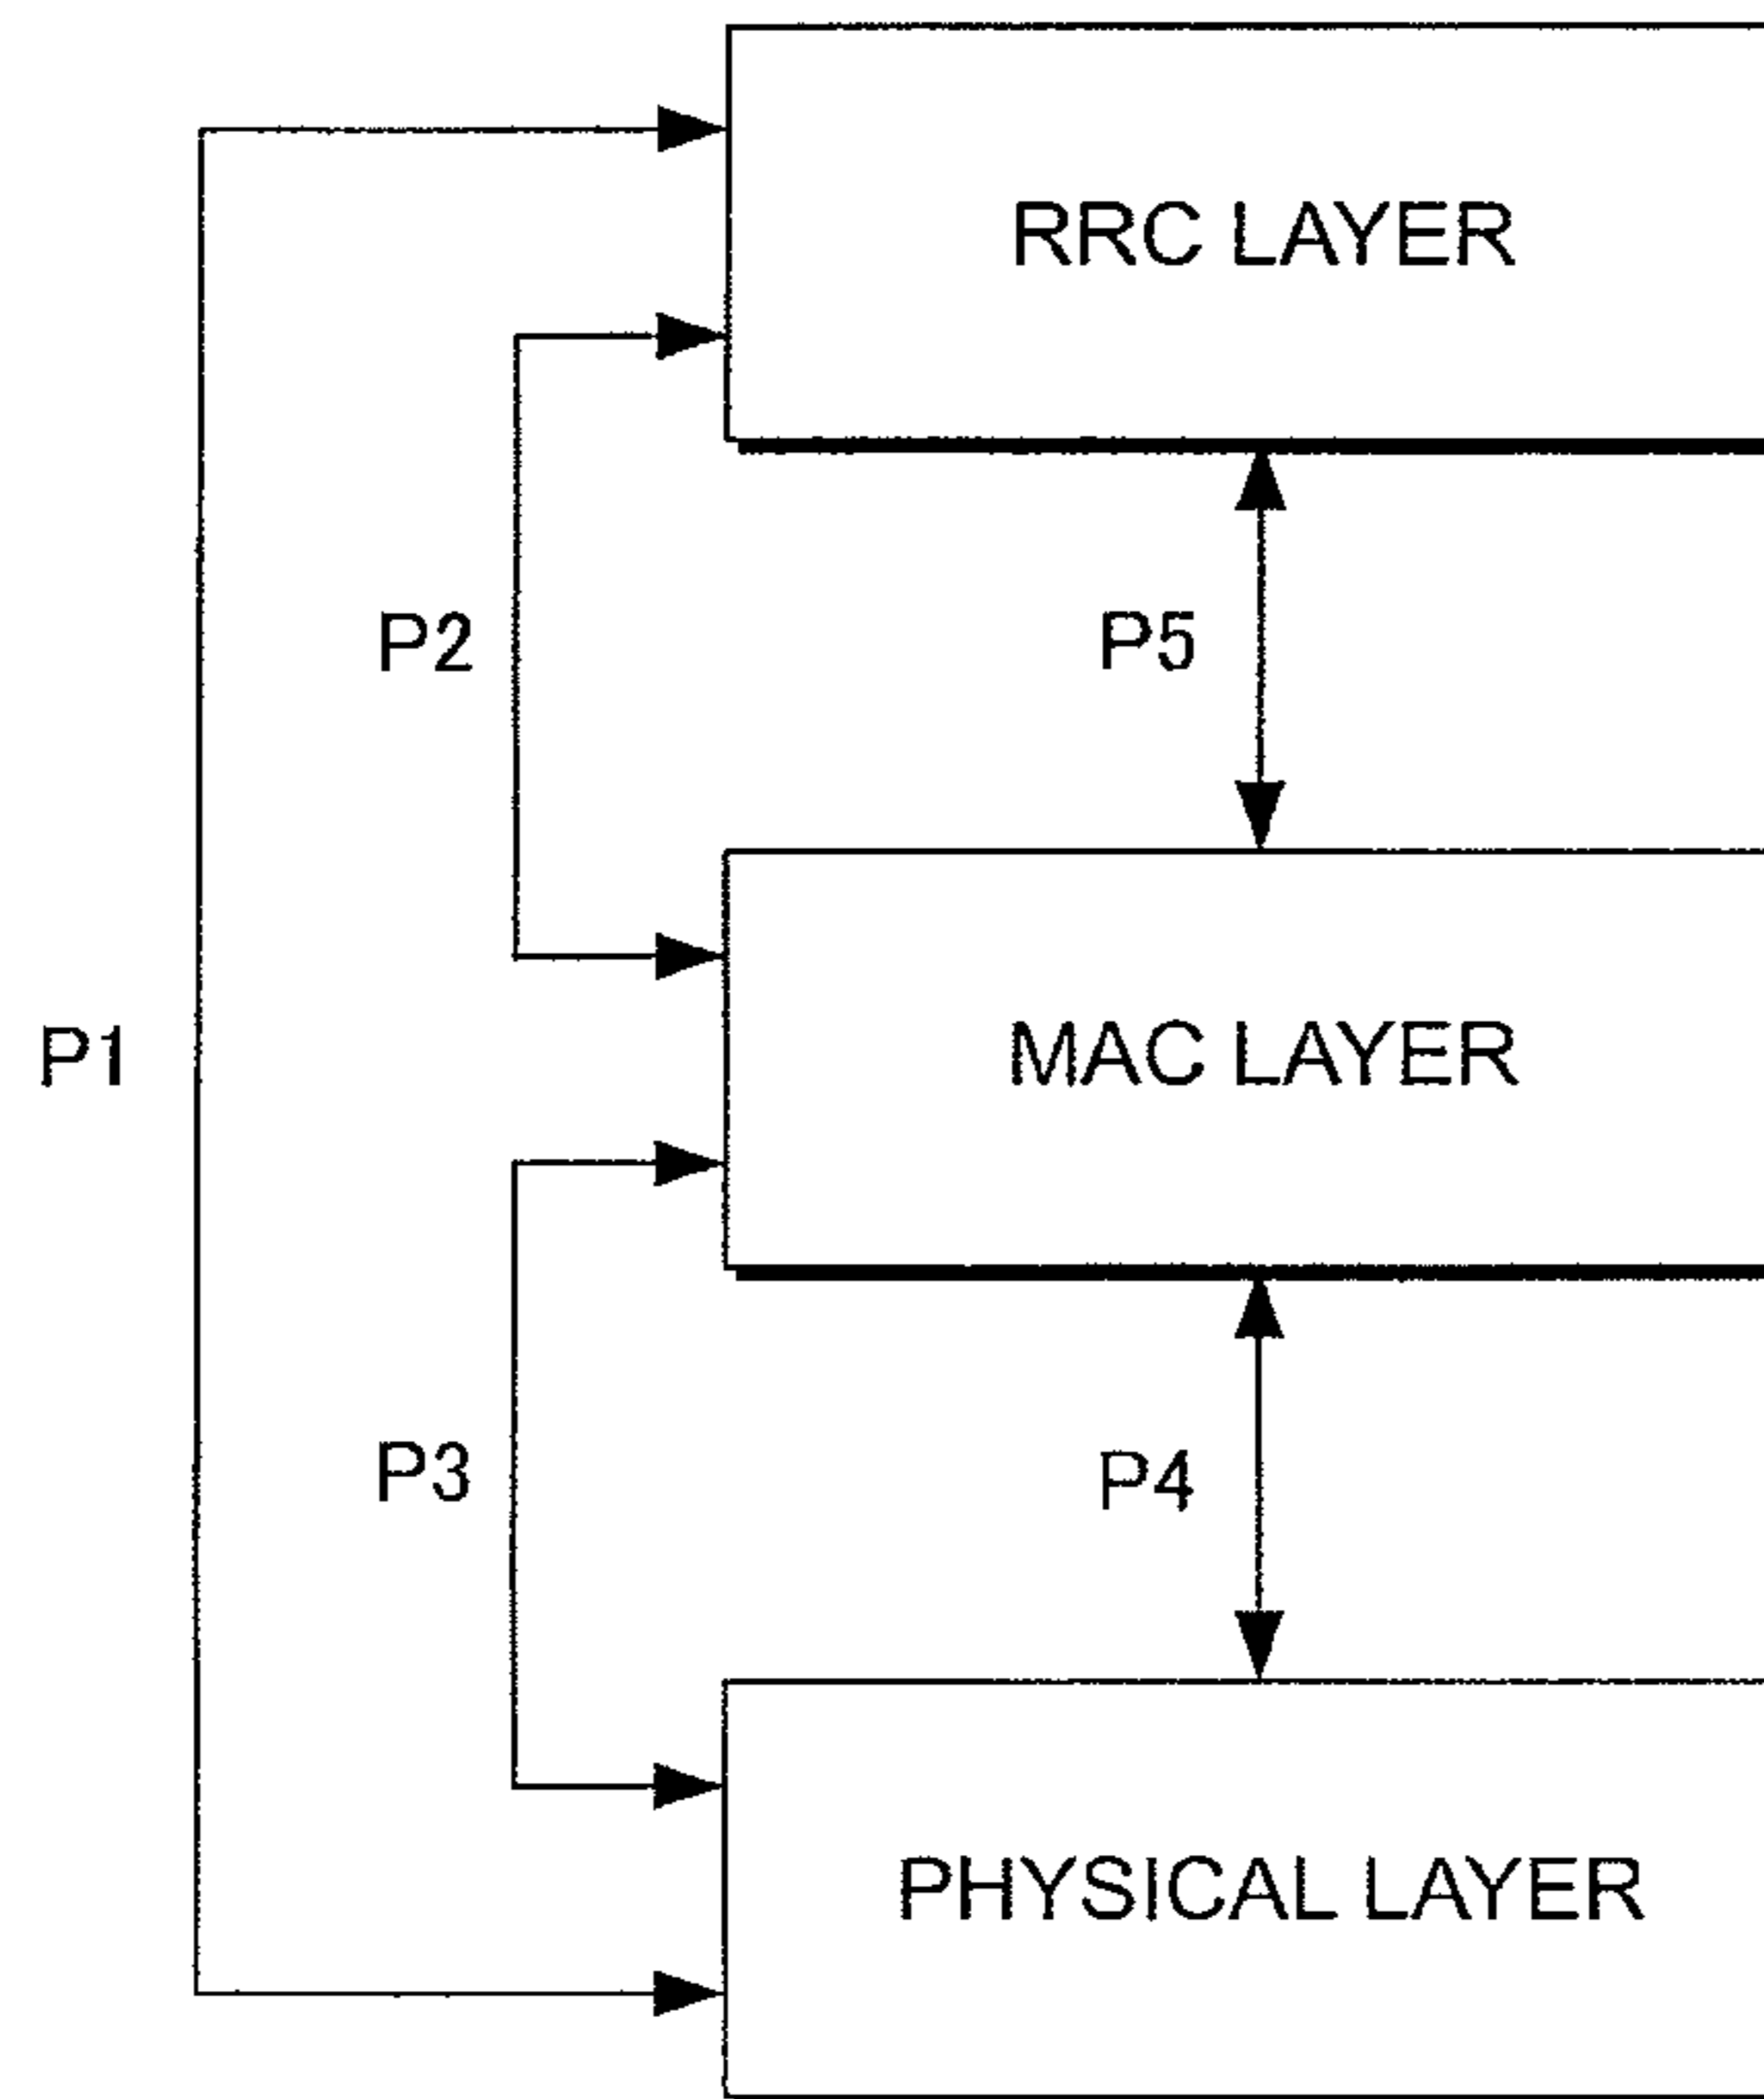 RRC LAYER
P2
P5
P1
MAC LAYER
P3
P4
PHYSICAL LAYER